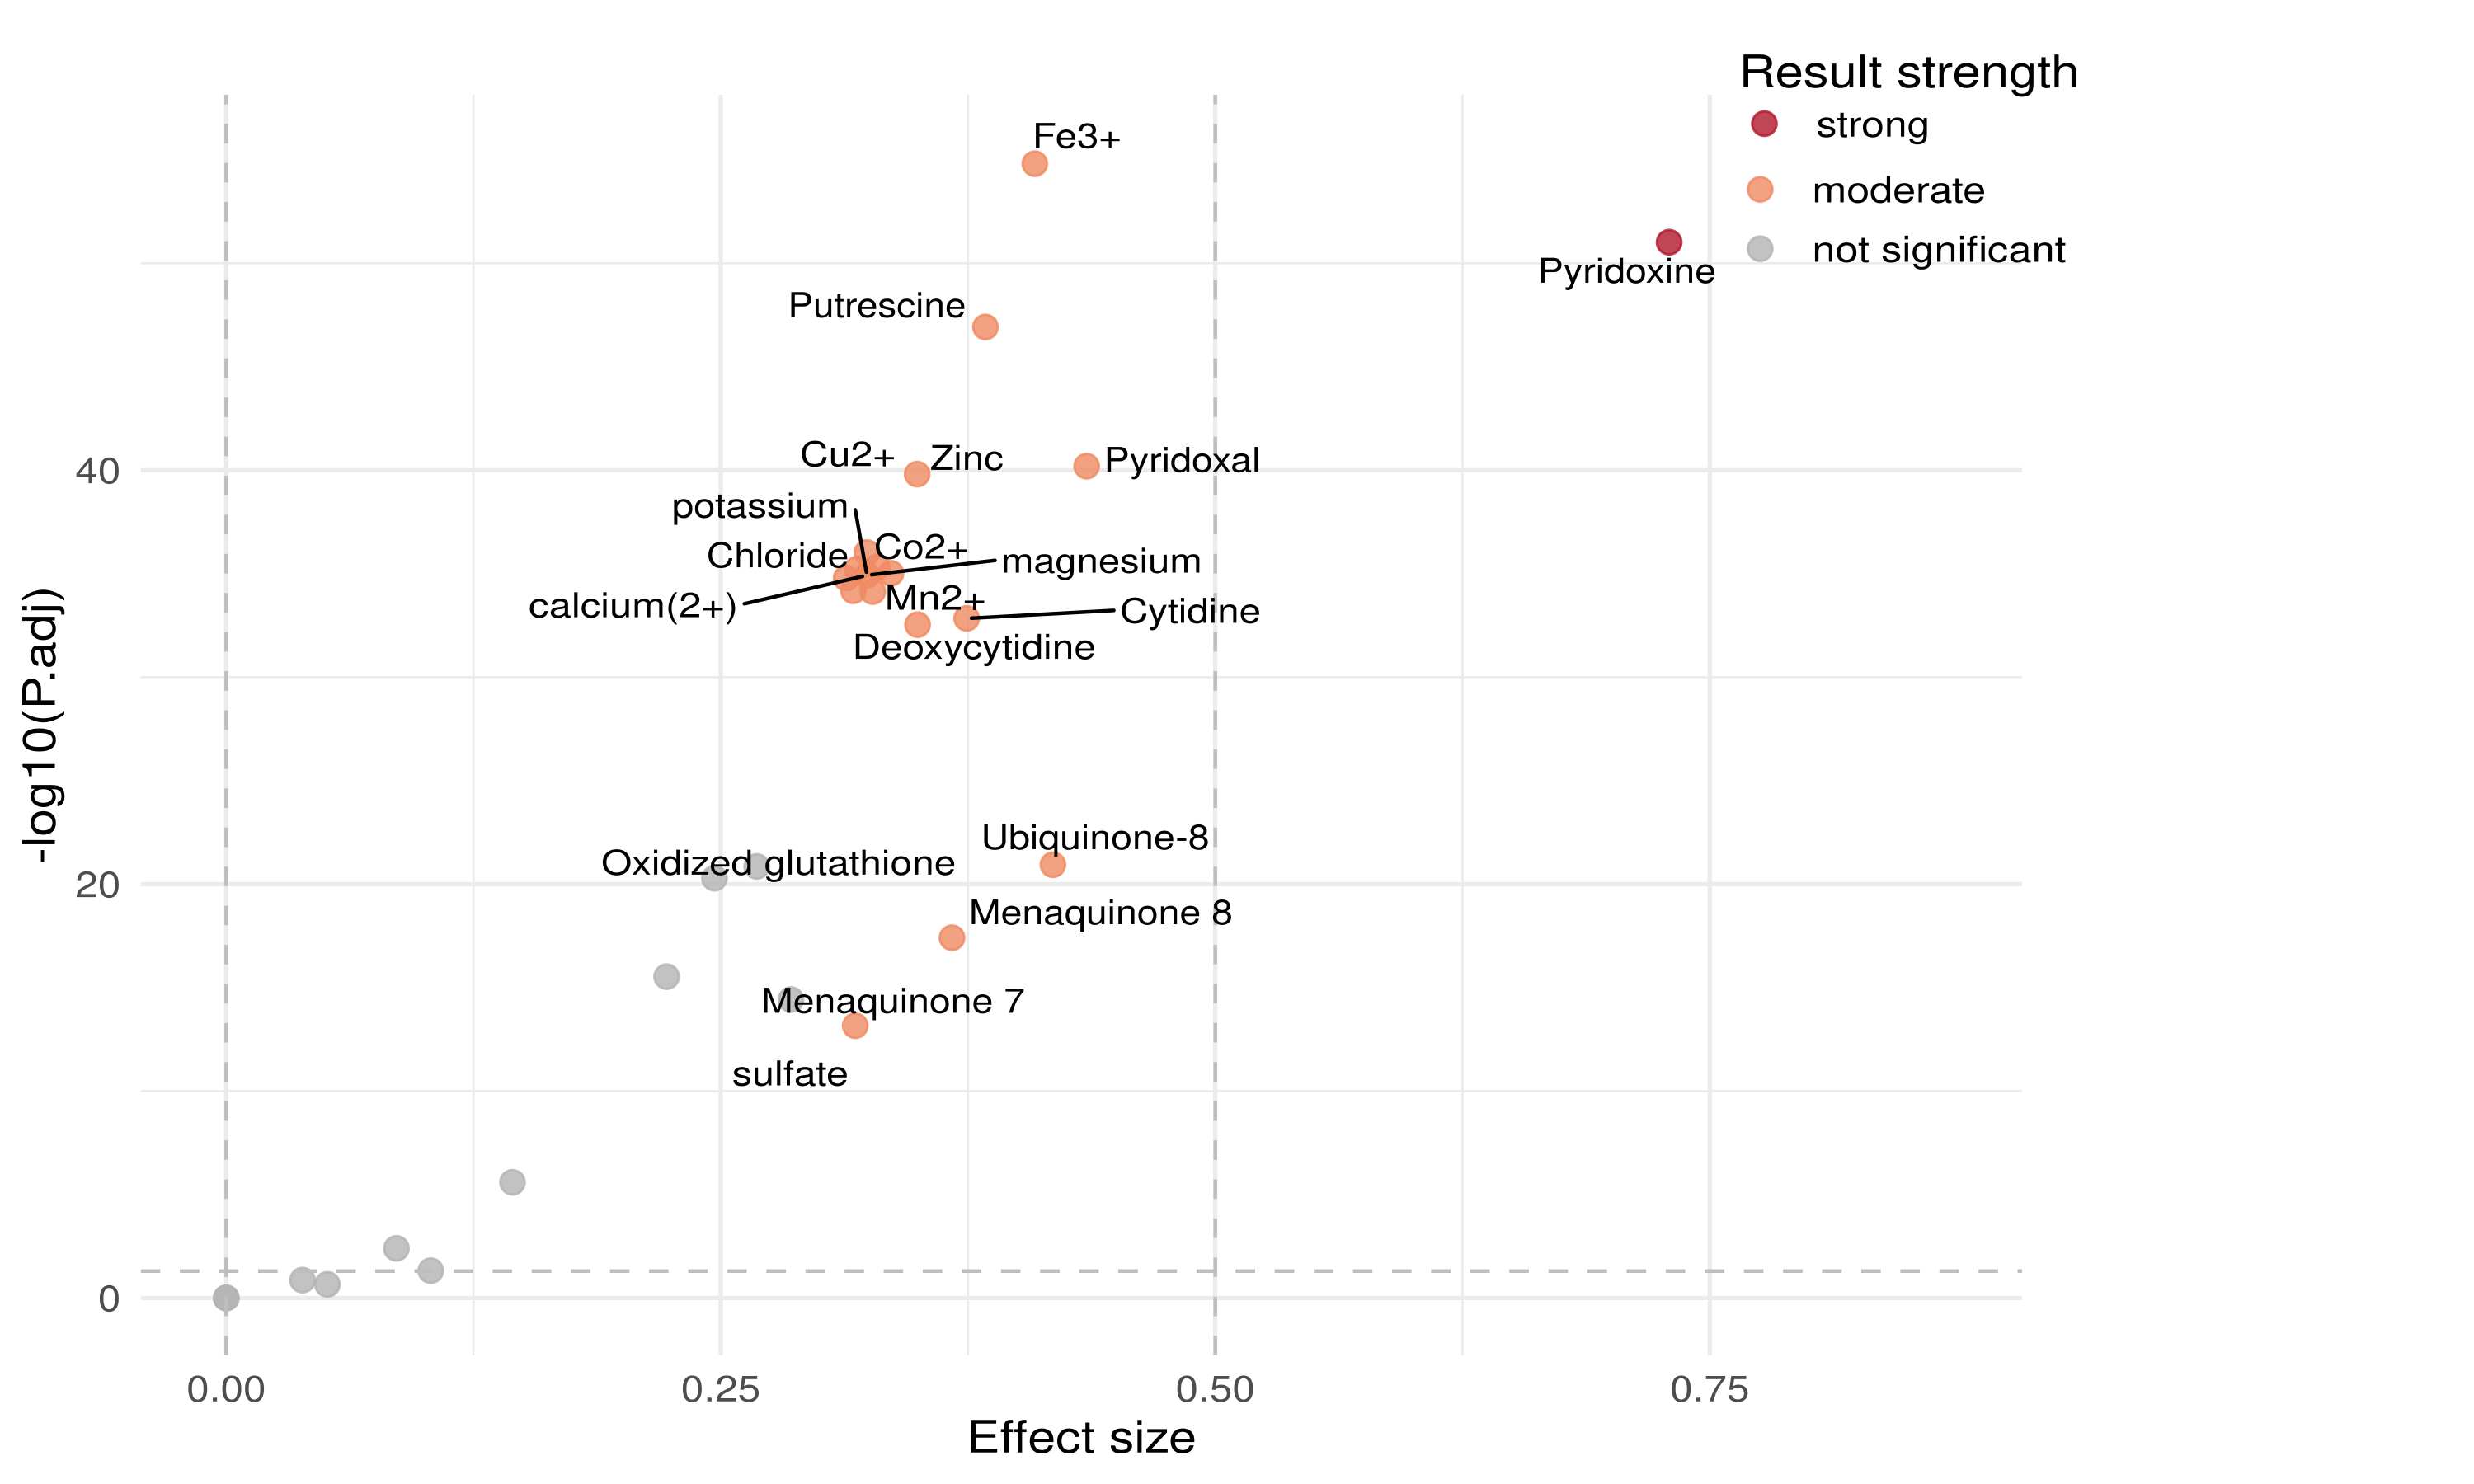 Result strength
strong
moderate
not significant
Fe3+
Pyridoxine
Putrescine
Cu2+
Zinc
Pyridoxal
potassium
Chloride
Co2+
magnesium
calcium(2+)
Mn2+
Cytidine
Deoxycytidine
Ubiquinone-8
Oxidized glutathione
Menaquinone 8
Menaquinone 7
sulfate
40
20
0
-log10(P.adj)
0.00
0.25
0.50
0.75
Effect size